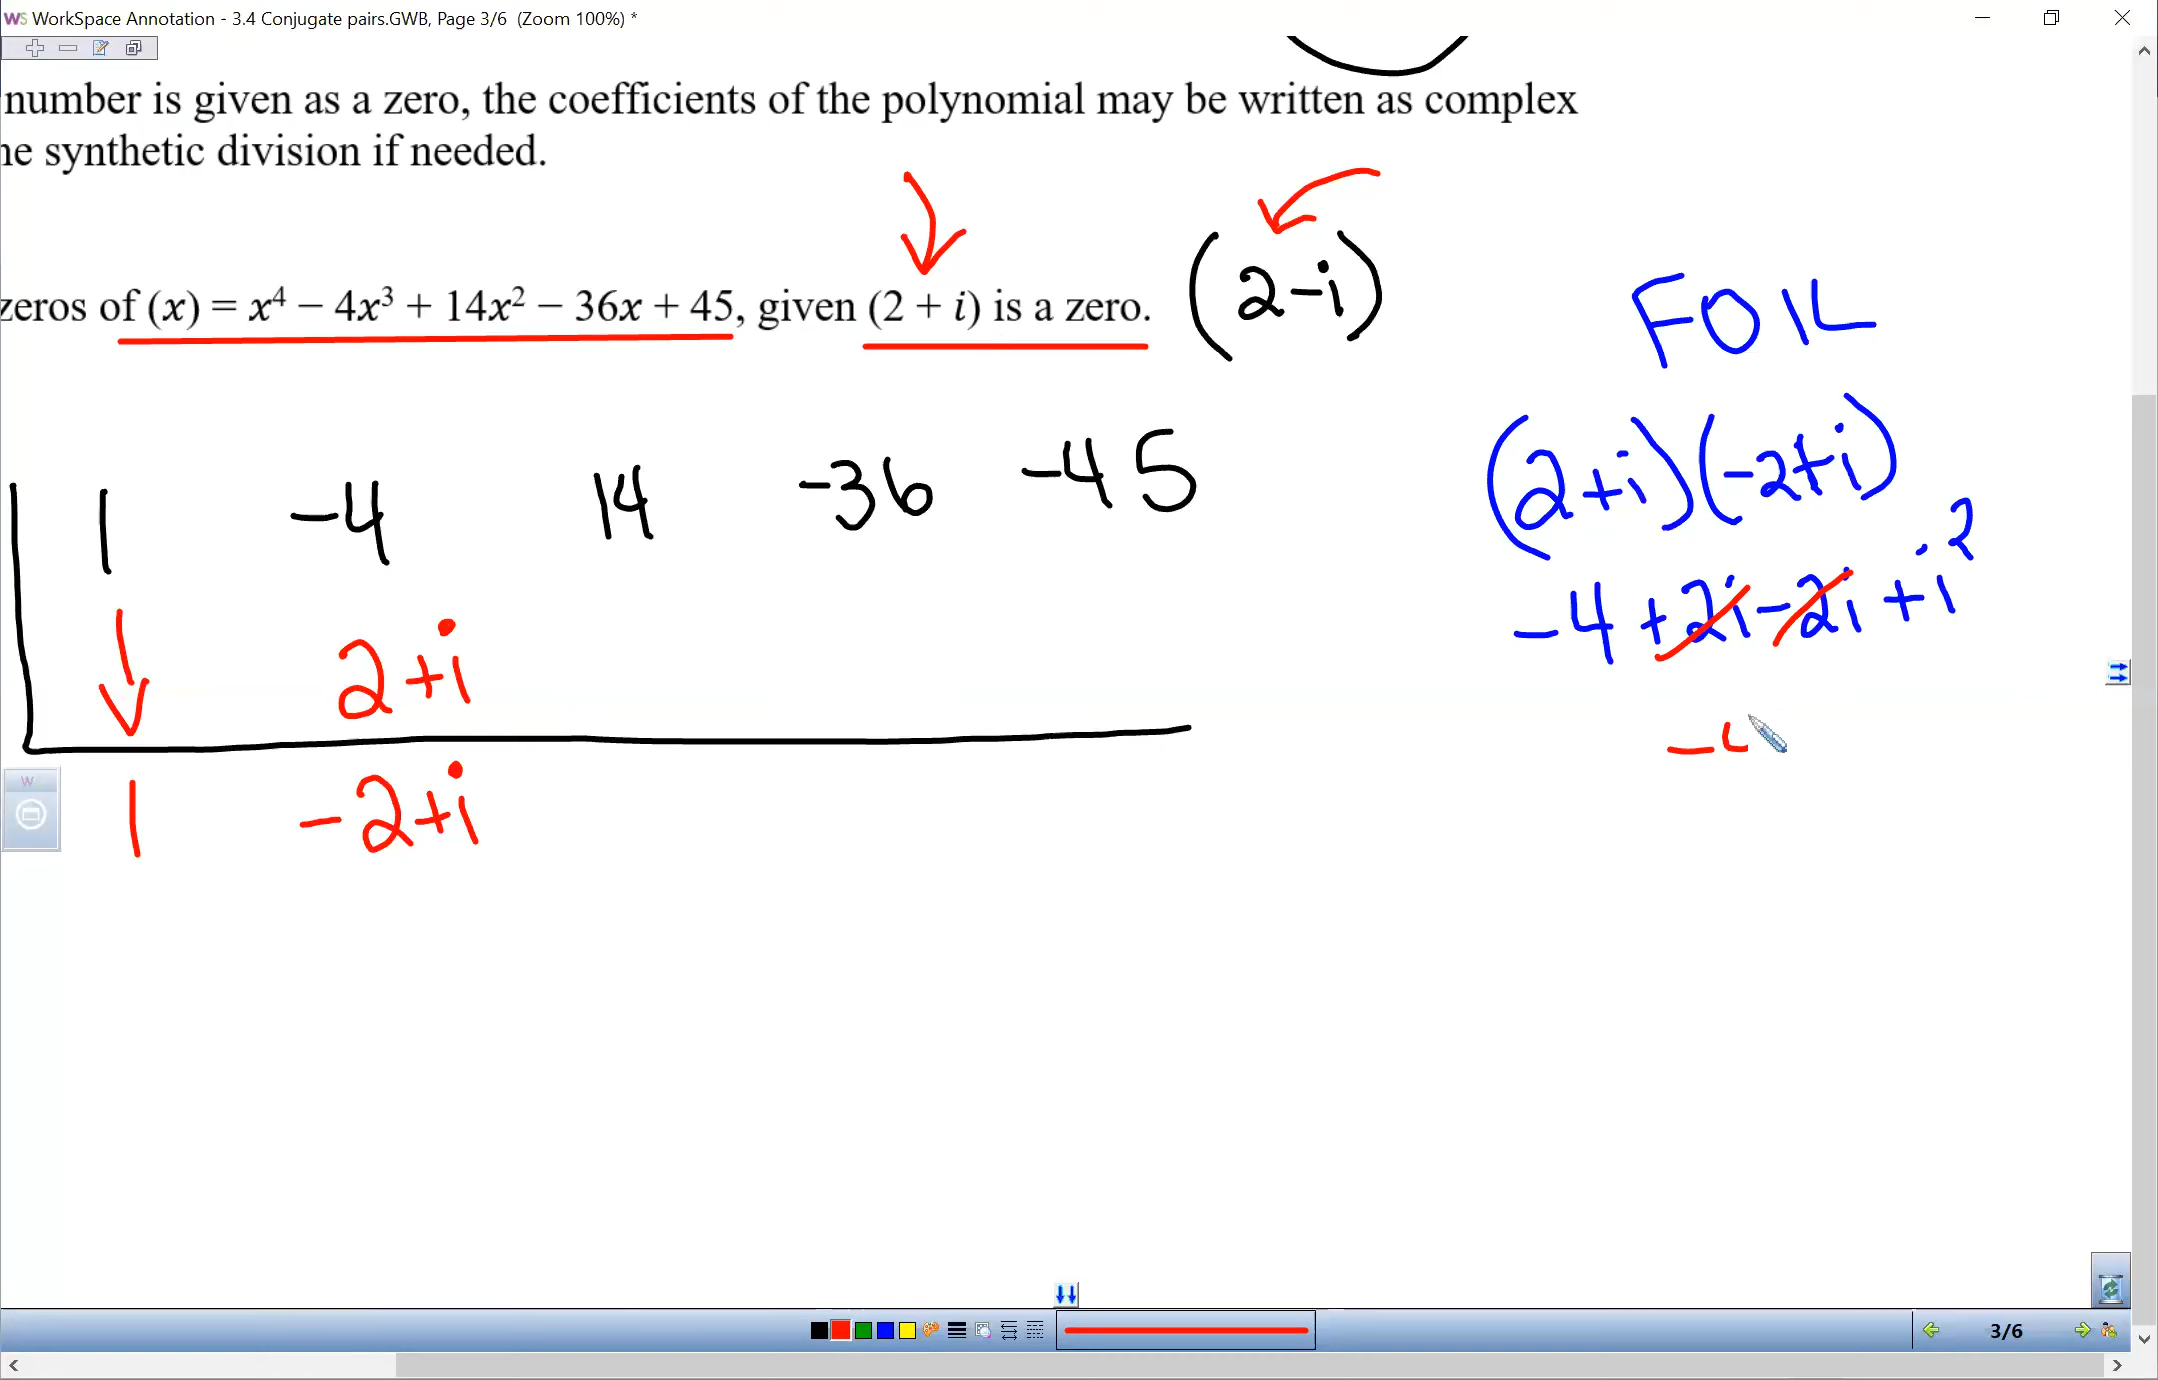 WS WorkSpace Annotation - 3.4 Conjugate pairs.GWB, Page 3/6 (Zoom 100%) *
number is given as a zero, the coefficients of the polynomial may be written as complex
ne synthetic division if needed.
zeros of (x) = x⁴ – 4x³ + 14x² – 36x + 45, given (2 + i) is a zero. (2-i)
FOIL
(2+i)(-2+i)
1 -4 14 -36 -45
-4 +2i -2i + i²
2+i
-4
1 -2+i
W
3/6